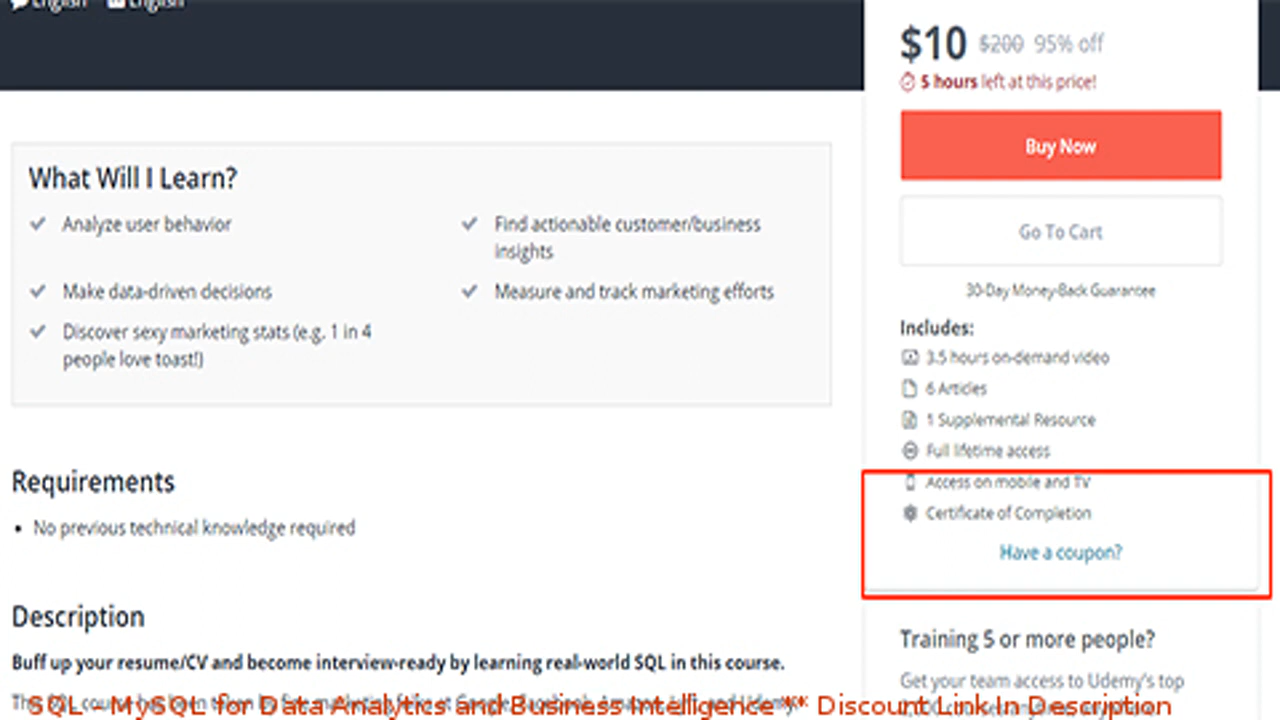 English English
$10 $200 95% off
5 hours left at this price!
Buy Now
Go To Cart
30-Day Money-Back Guarantee
Includes:
3.5 hours on-demand video
6 Articles
1 Supplemental Resource
Full lifetime access
Access on mobile and TV
Certificate of Completion
Have a coupon?
Training 5 or more people?
Get your team access to Udemy's top
What Will I Learn?
Analyze user behavior
Find actionable customer/business
insights
Make data-driven decisions
Measure and track marketing efforts
Discover sexy marketing stats (e.g. 1 in 4
people love toast!)
Requirements
• No previous technical knowledge required
Description
Buff up your resume/CV and become interview-ready by learning real-world SQL in this course.
SQL - MySQL for Data Analytics and Business Intelligence ** Discount Link In Desription